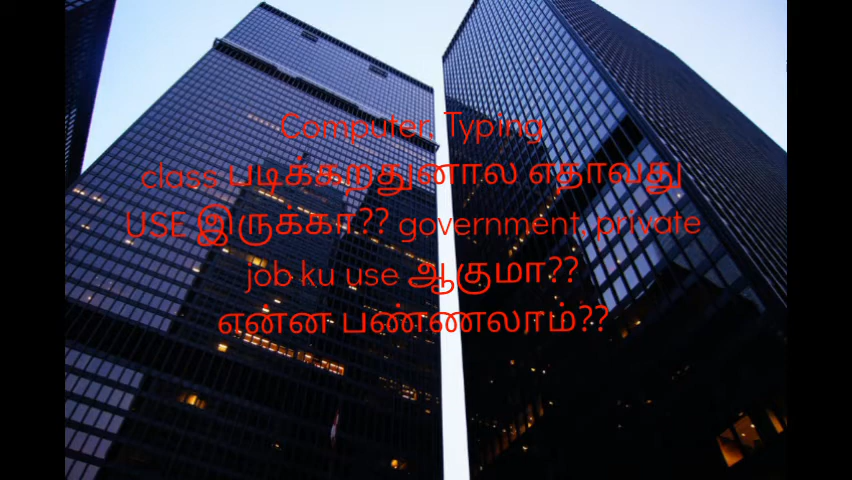 Computer, Typing
class படிக்கறதுனால எதாவது
USE இருக்கா?? government, private
job ku use ஆகுமா??
என்ன பண்ணலாம்??